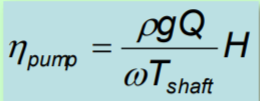 η_pump = ρgQ / ωT_shaft H